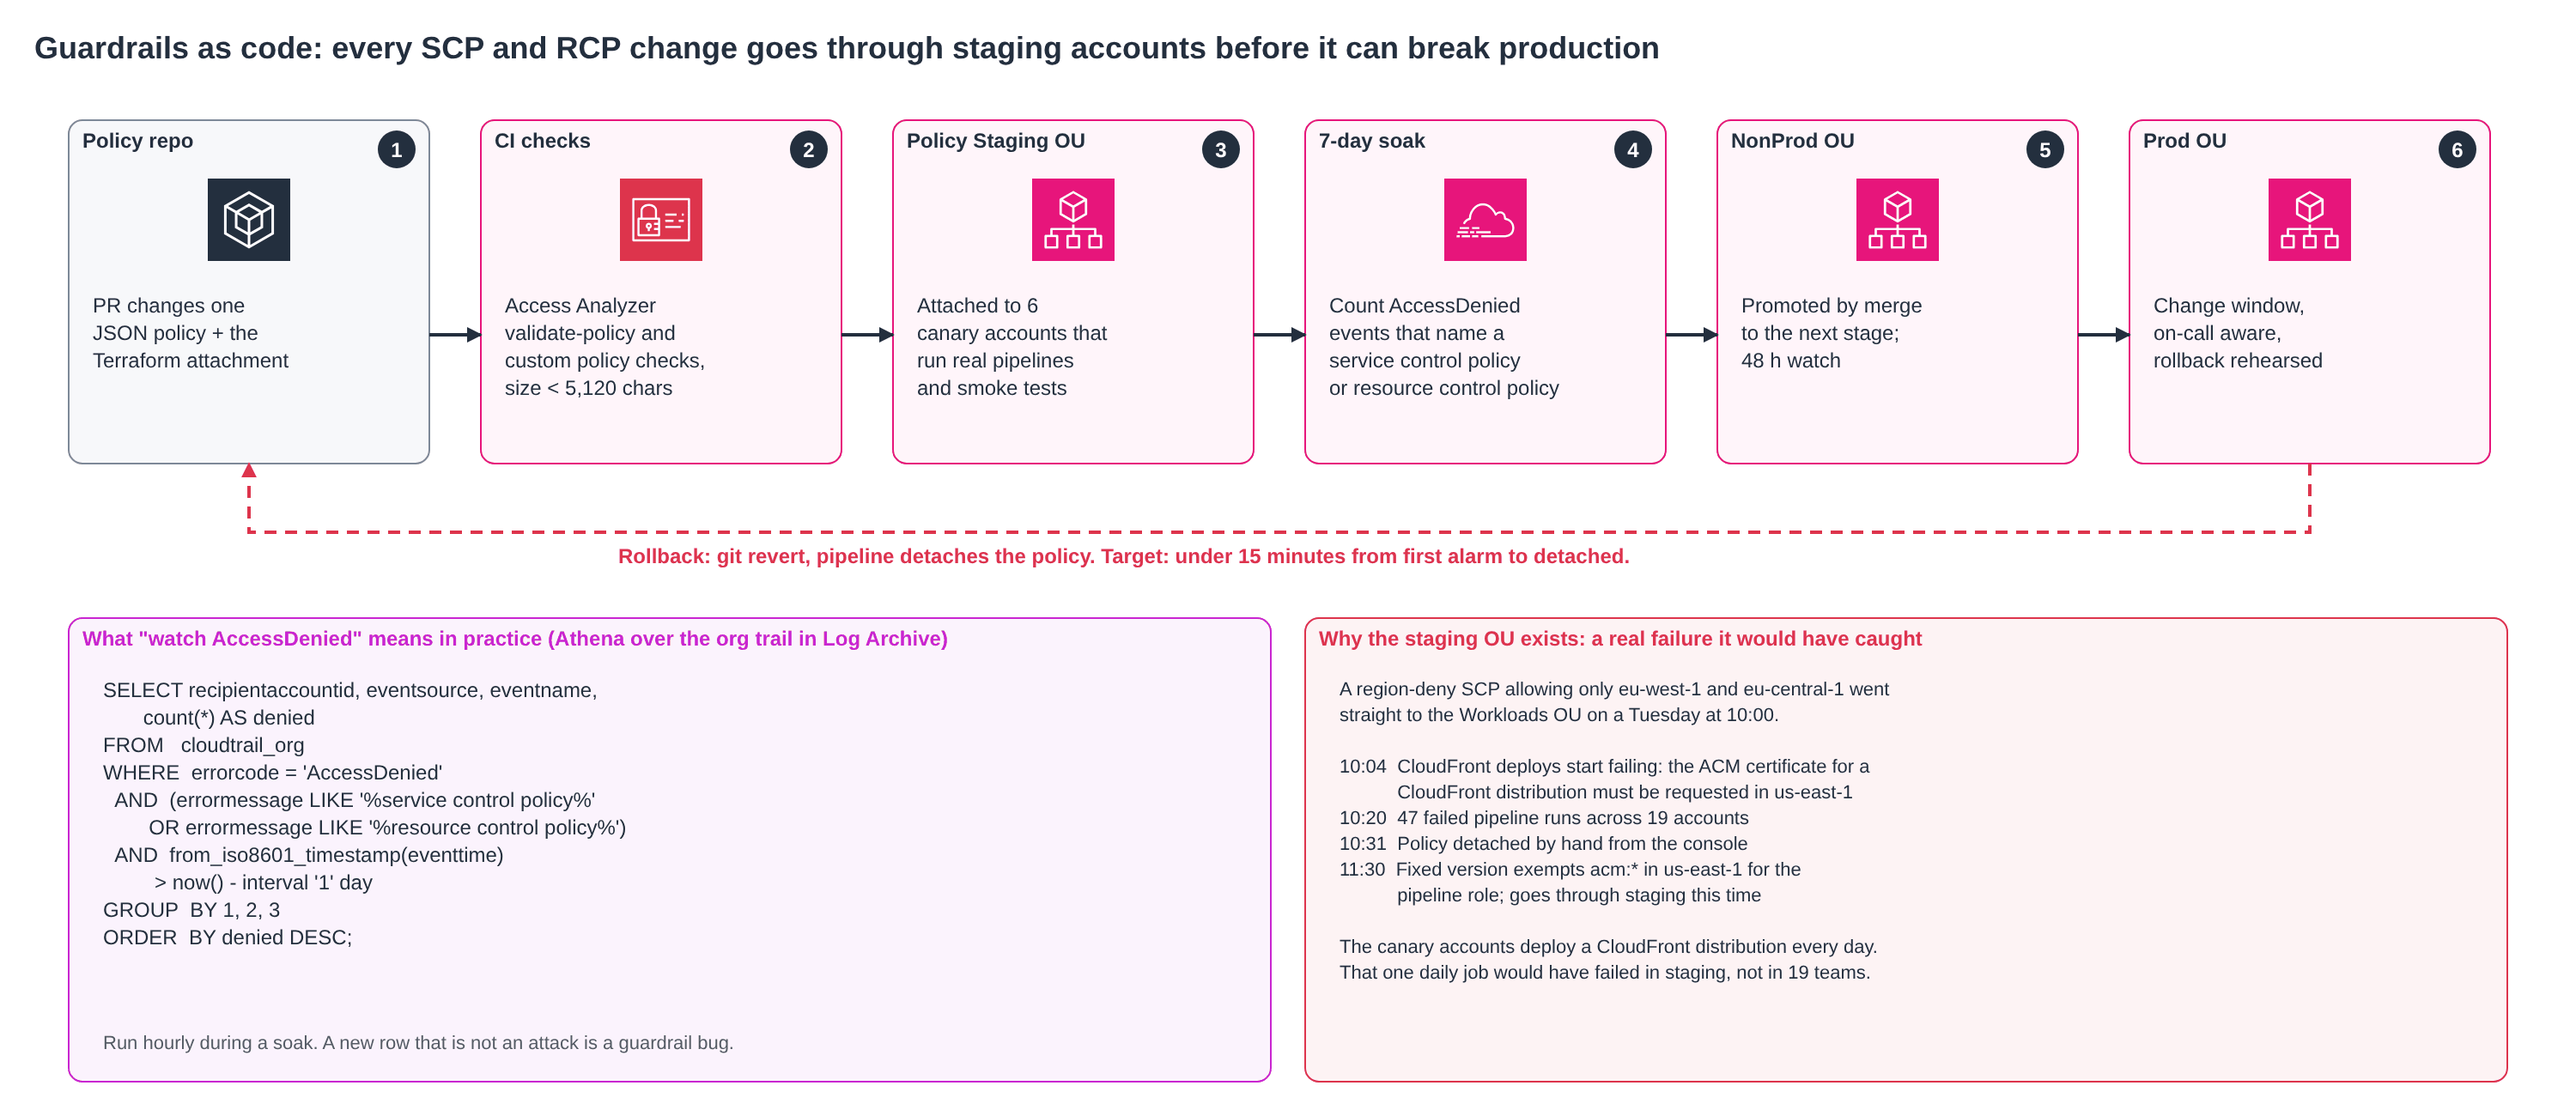 Guardrails as code: every SCP and RCP change goes through staging accounts before it can break production
Policy repo
1
PR changes one
JSON policy + the
Terraform attachment
CI checks
2
Access Analyzer
validate-policy and
custom policy checks,
size < 5,120 chars
Policy Staging OU
3
Attached to 6
canary accounts that
run real pipelines
and smoke tests
7-day soak
4
Count AccessDenied
events that name a
service control policy
or resource control policy
NonProd OU
5
Promoted by merge
to the next stage;
48 h watch
Prod OU
6
Change window,
on-call aware,
rollback rehearsed
Rollback: git revert, pipeline detaches the policy. Target: under 15 minutes from first alarm to detached.
What "watch AccessDenied" means in practice (Athena over the org trail in Log Archive)
SELECT recipientaccountid, eventsource, eventname,
count(*) AS denied
FROM cloudtrail_org
WHERE errorcode = 'AccessDenied'
AND (errormessage LIKE '%service control policy%'
OR errormessage LIKE '%resource control policy%')
AND from_iso8601_timestamp(eventtime)
> now() - interval '1' day
GROUP BY 1, 2, 3
ORDER BY denied DESC;
Run hourly during a soak. A new row that is not an attack is a guardrail bug.
Why the staging OU exists: a real failure it would have caught
A region-deny SCP allowing only eu-west-1 and eu-central-1 went
straight to the Workloads OU on a Tuesday at 10:00.
10:04 CloudFront deploys start failing: the ACM certificate for a
CloudFront distribution must be requested in us-east-1
10:20 47 failed pipeline runs across 19 accounts
10:31 Policy detached by hand from the console
11:30 Fixed version exempts acm:* in us-east-1 for the
pipeline role; goes through staging this time
The canary accounts deploy a CloudFront distribution every day.
That one daily job would have failed in staging, not in 19 teams.